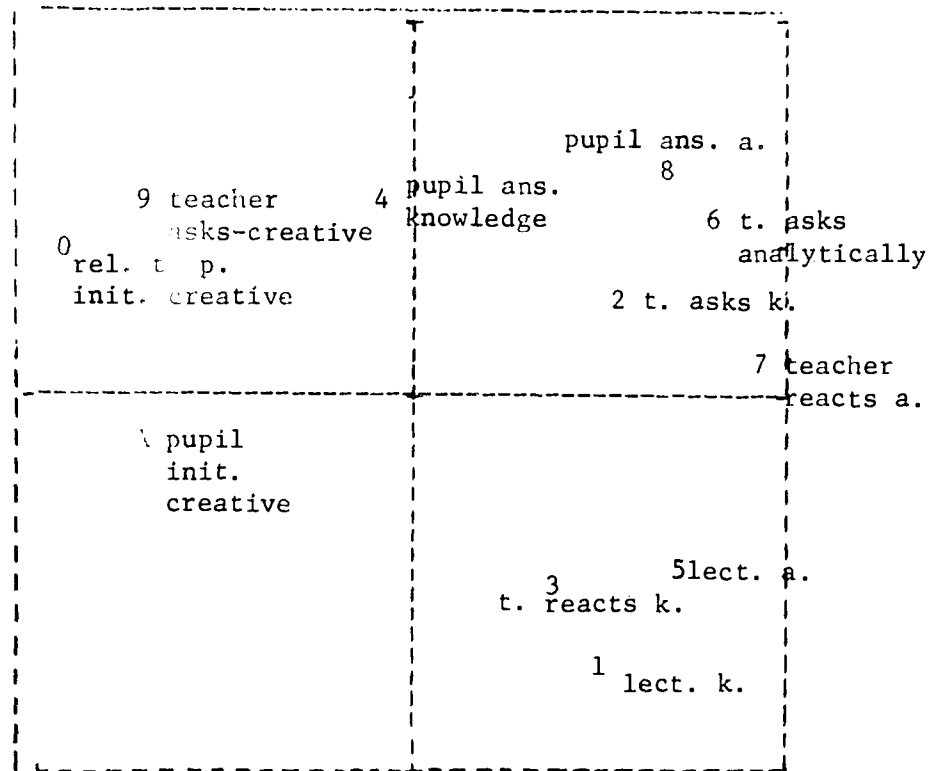 pupil ans. a.
8
9 teacher
asks-creative
4 pupil ans.
knowledge
6 t. asks
analytically
0
rel. t p.
init. creative
2 t. asks k.
7 teacher
reacts a.
pupil
init.
creative
5lect. a.
3
t. reacts k.
1
lect. k.